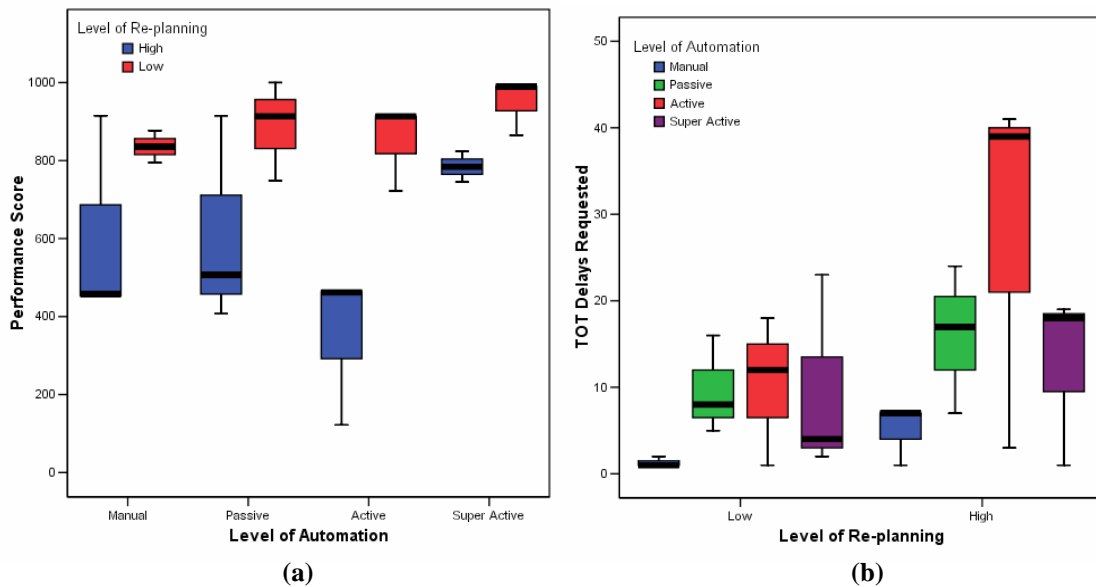 Level of Re-planning
High
Low
1000
800
600
400
200
0
Performance Score
Manual
Passive
Active
Super Active
Level of Automation
(a)
50
Level of Automation
Manual
Passive
Active
Super Active
40
30
20
10
0
TOT Delays Requested
Low
High
Level of Re-planning
(b)